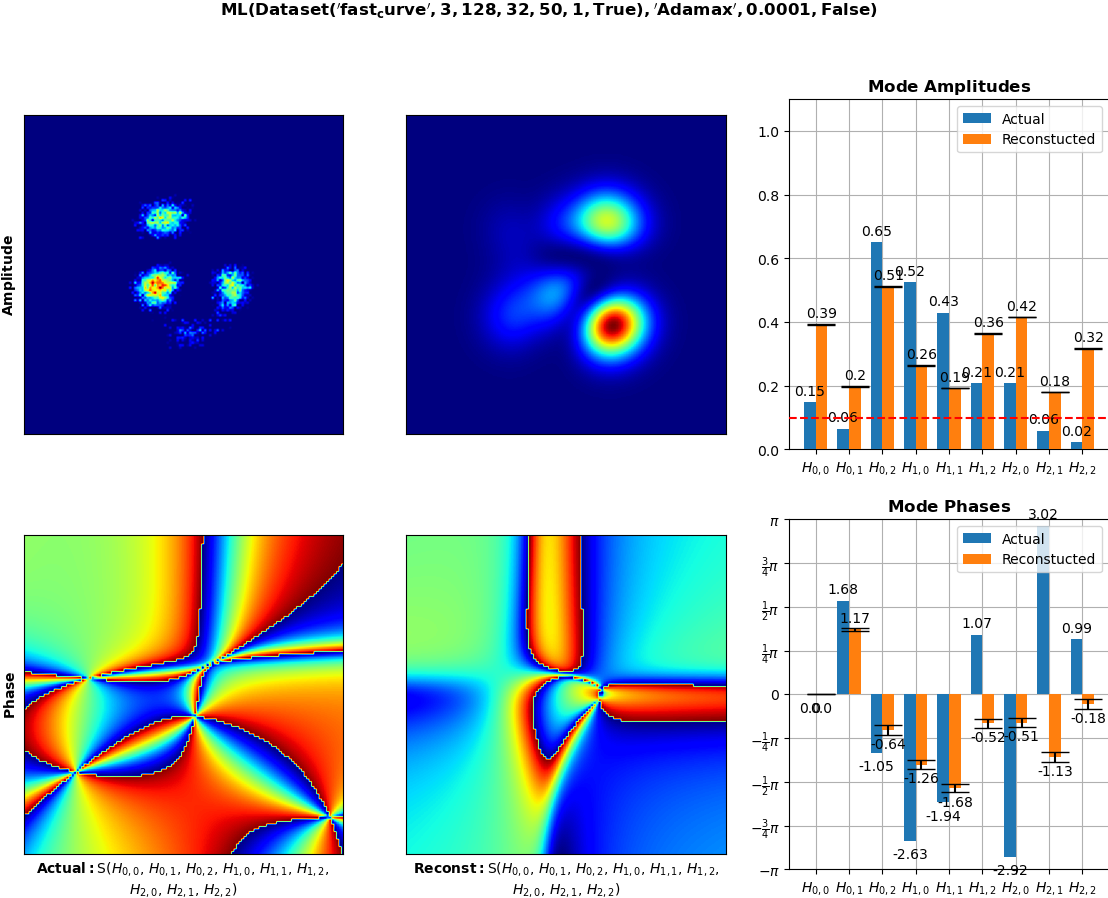 ML(Dataset('fast_curve', 3, 128, 32, 50, 1, True), 'Adamax', 0.0001, False)
Amplitude
Mode Amplitudes
Actual
Reconstucted
1.0
0.8
0.6
0.4
0.2
0.0
0.15
0.39
0.06
0.2
0.65
0.51
0.52
0.26
0.43
0.19
0.21
0.36
0.21
0.42
0.06
0.18
0.02
0.32
H0,0 H0,1 H0,2 H1,0 H1,1 H1,2 H2,0 H2,1 H2,2
Phase
Actual: S(H0,0, H0,1, H0,2, H1,0, H1,1, H1,2,
H2,0, H2,1, H2,2)
Reconst: S(H0,0, H0,1, H0,2, H1,0, H1,1, H1,2,
H2,0, H2,1, H2,2)
Mode Phases
Actual
Reconstucted
π
3/4π
1/2π
1/4π
0
−1/4π
−1/2π
−3/4π
−π
0.0
0.0
1.68
1.17
-1.05
-0.64
-2.63
-1.26
-1.94
-1.68
1.07
-0.52
-2.92
-0.51
3.02
-1.13
0.99
-0.18
H0,0 H0,1 H0,2 H1,0 H1,1 H1,2 H2,0 H2,1 H2,2